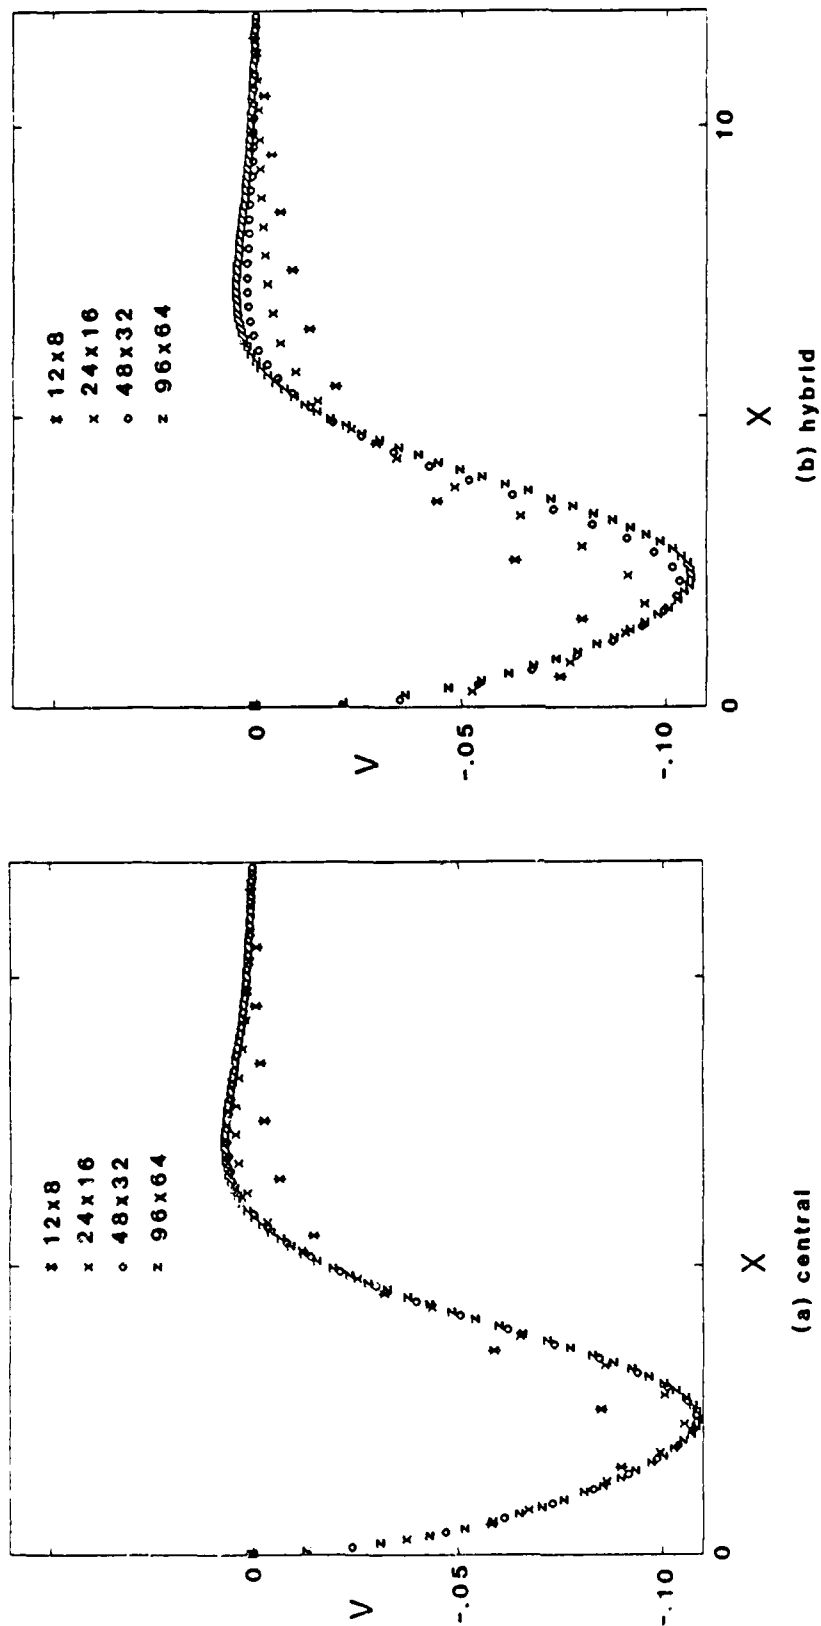 * 12x8
x 24x16
o 48x32
z 96x64
0
-.05
-.10
V
0
X
(a) central
* 12x8
x 24x16
o 48x32
z 96x64
0
-.05
-.10
V
0
10
X
(b) hybrid